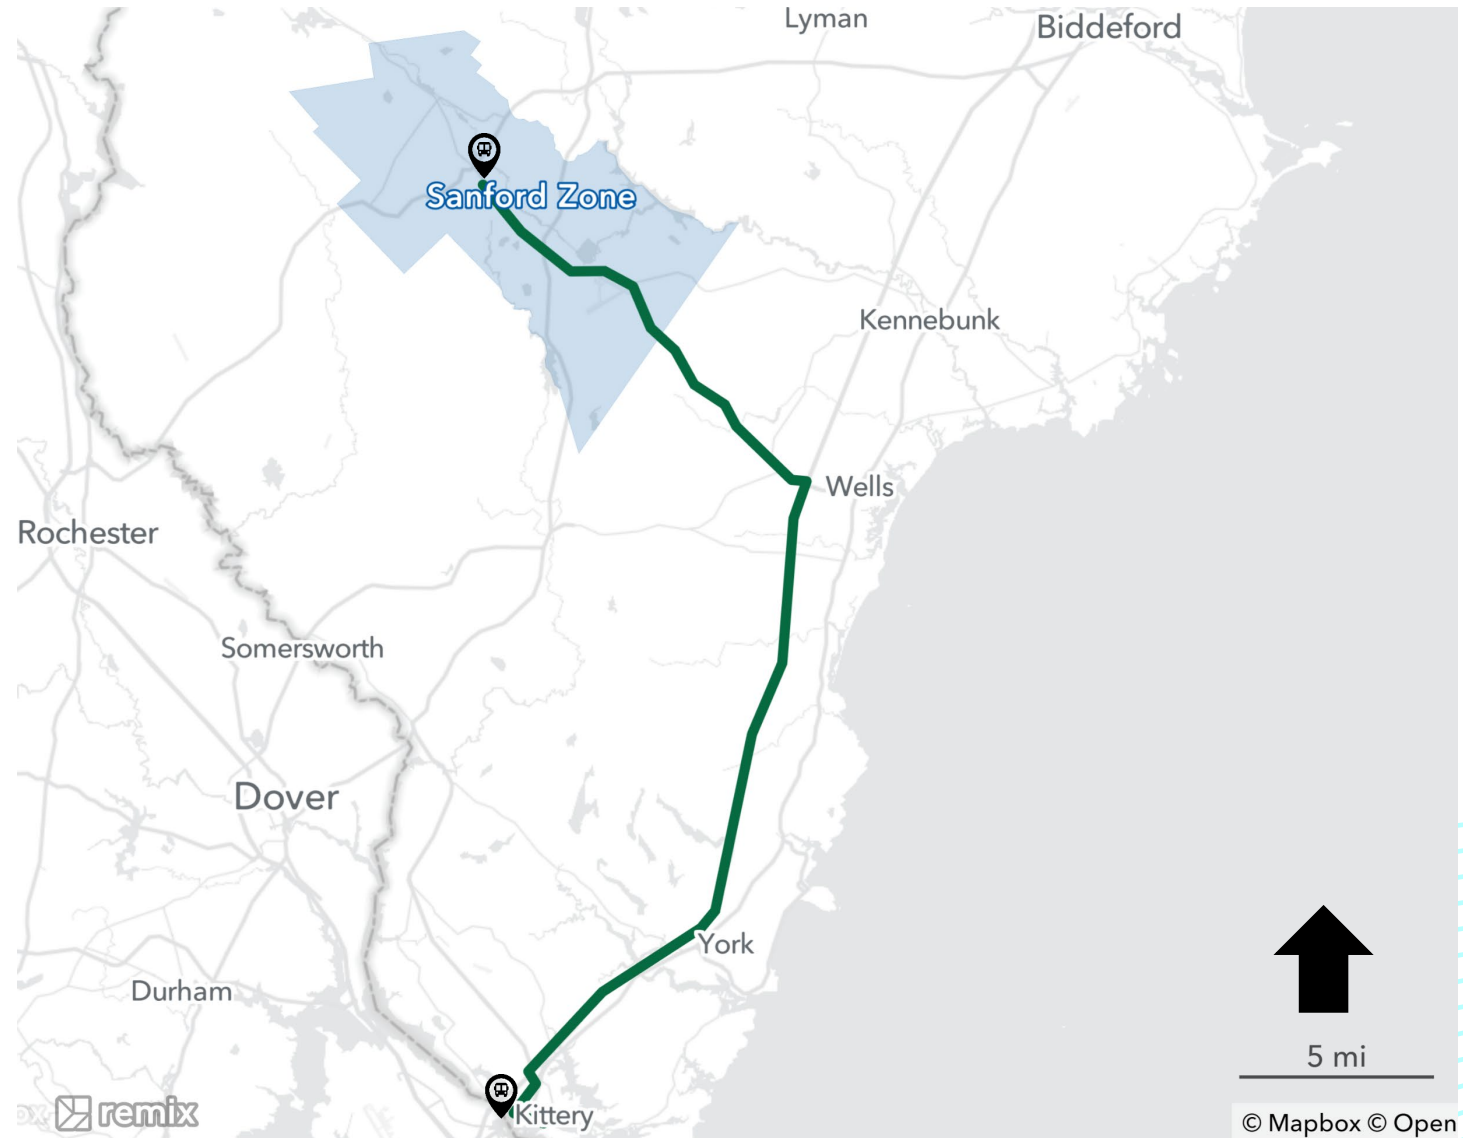 Lyman
Biddeford
Sanford Zone
Kennebunk
Wells
Rochester
Somersworth
Dover
York
Durham
5 mi
remix
Kittery
© Mapbox © Open